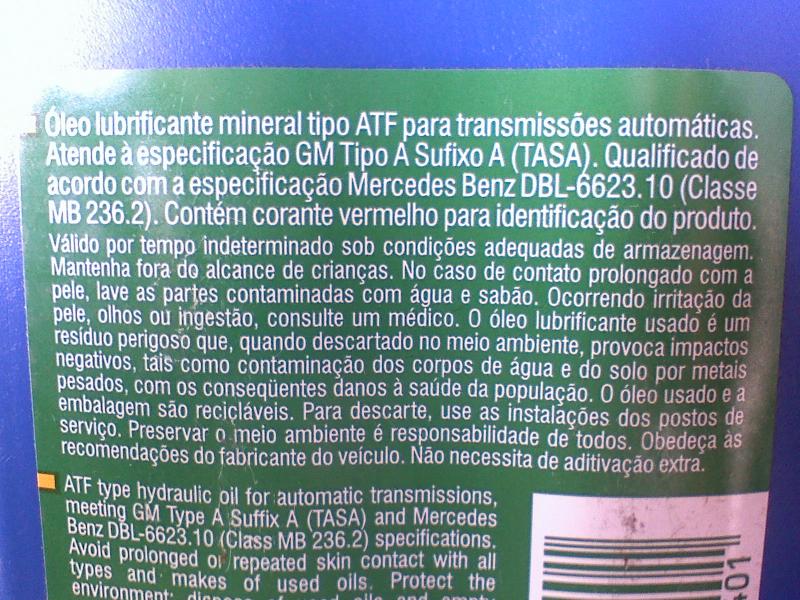 Óleo lubrificante mineral tipo ATF para transmissões automáticas.
Atende à especificação GM Tipo A Sufixo A (TASA). Qualificado de
acordo com a especificação Mercedes Benz DBL-6623.10 (Classe
MB 236.2). Contém corante vermelho para identificação do produto.
Válido por tempo indeterminado sob condições adequadas de armazenagem.
Mantenha fora do alcance de crianças. No caso de contato prolongado com a
pele, lave as partes contaminadas com água e sabão. Ocorrendo irritação da
pele, olhos ou ingestão, consulte um médico. O óleo lubrificante usado é um
resíduo perigoso que, quando descartado no meio ambiente, provoca impactos
negativos, tais como contaminação dos corpos de água e do solo por metais
pesados, com os conseqüentes danos à saúde da população. O óleo usado e a
embalagem são recicláveis. Para descarte, use as instalações dos postos de
serviço. Preservar o meio ambiente é responsabilidade de todos. Obedeça às
recomendações do fabricante do veículo. Não necessita de aditivação extra.
ATF type hydraulic oil for automatic transmissions,
meeting GM Type A Suffix A (TASA) and Mercedes
Benz DBL-6623.10 (Class MB 236.2) specifications.
Avoid prolonged or repeated skin contact with all
types and makes of used oils. Protect the
environment: dispose of used oils and empty
401